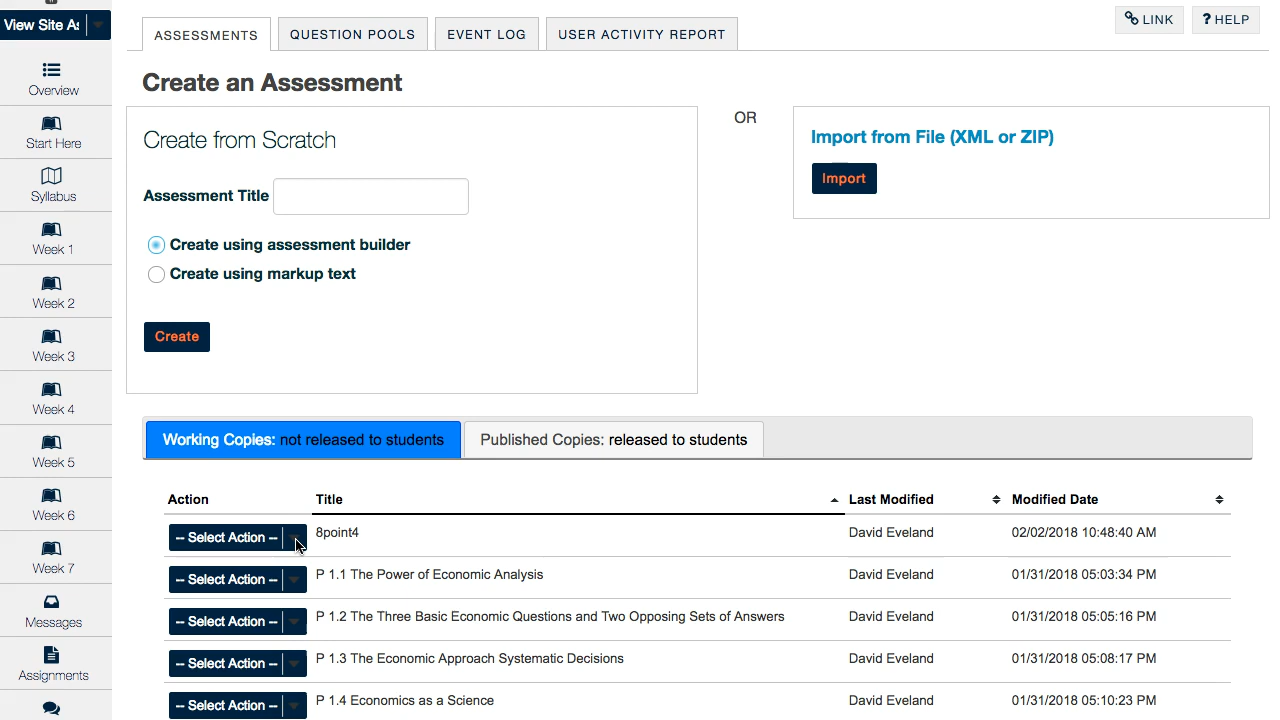 View Site As
LINK
? HELP
ASSESSMENTS
QUESTION POOLS
EVENT LOG
USER ACTIVITY REPORT
Overview
Start Here
Syllabus
Week 1
Week 2
Week 3
Week 4
Week 5
Week 6
Week 7
Messages
Assignments
Create an Assessment
Create from Scratch
Assessment Title
Create using assessment builder
Create using markup text
Create
OR
Import from File (XML or ZIP)
Import
Working Copies: not released to students
Published Copies: released to students
Action Title Last Modified Modified Date
-- Select Action -- 8point4 David Eveland 02/02/2018 10:48:40 AM
-- Select Action -- P 1.1 The Power of Economic Analysis David Eveland 01/31/2018 05:03:34 PM
-- Select Action -- P 1.2 The Three Basic Economic Questions and Two Opposing Sets of Answers David Eveland 01/31/2018 05:05:16 PM
-- Select Action -- P 1.3 The Economic Approach Systematic Decisions David Eveland 01/31/2018 05:08:17 PM
-- Select Action -- P 1.4 Economics as a Science David Eveland 01/31/2018 05:10:23 PM